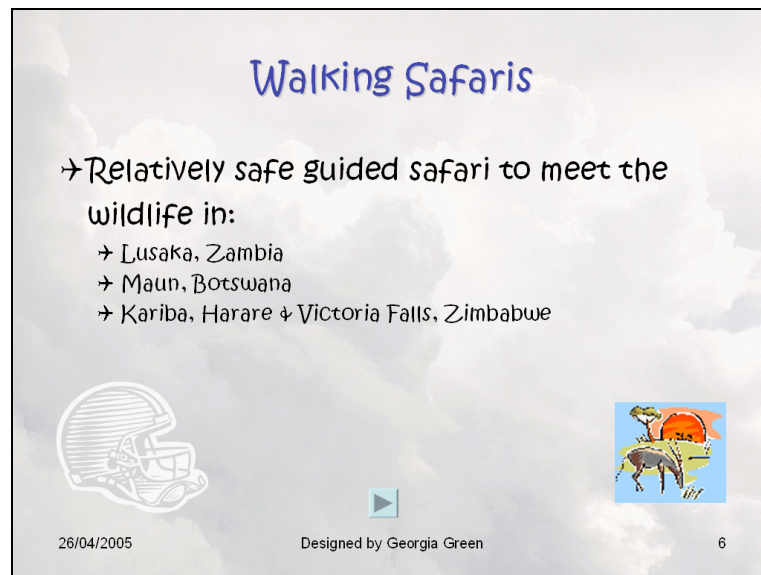 Walking Safaris
Relatively safe guided safari to meet the
wildlife in:
Lusaka, Zambia
Maun, Botswana
Kariba, Harare & Victoria Falls, Zimbabwe
26/04/2005
Designed by Georgia Green
6